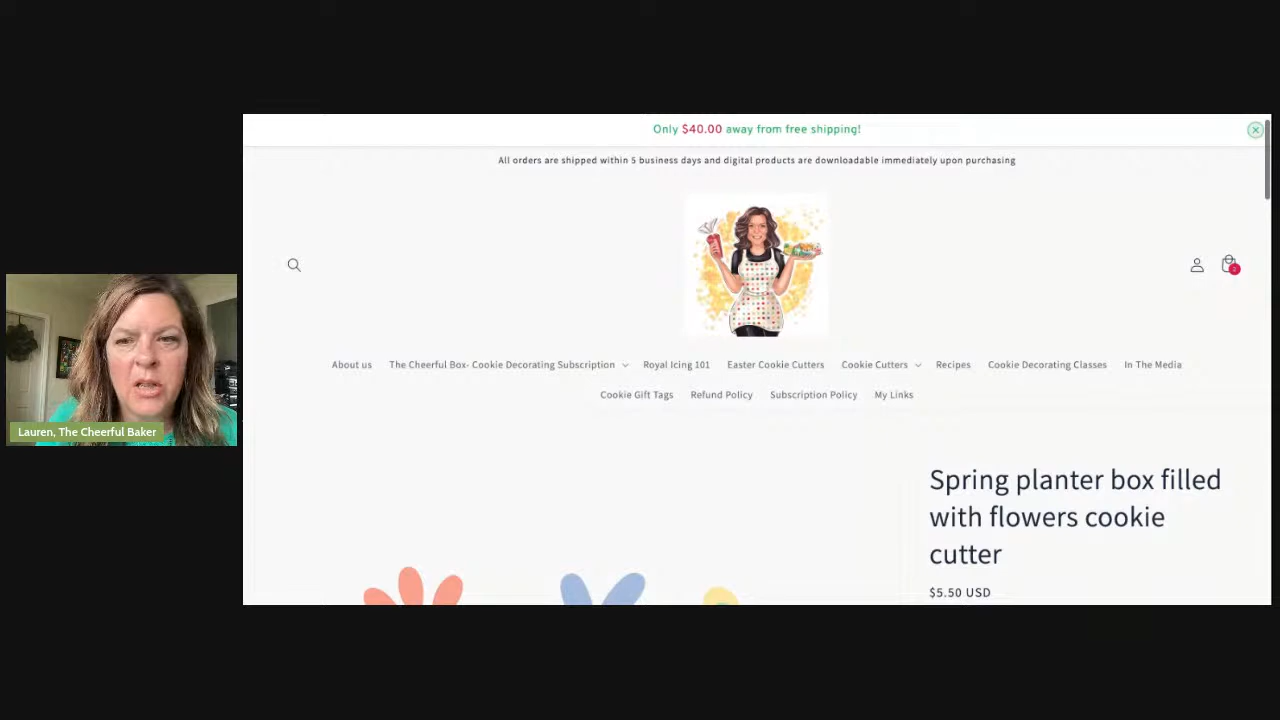 Only $40.00 away from free shipping!
All orders are shipped within 5 business days and digital products are downloadable immediately upon purchasing
2
About us The Cheerful Box- Cookie Decorating Subscription Royal Icing 101 Easter Cookie Cutters Cookie Cutters Recipes Cookie Decorating Classes In The Media
Cookie Gift Tags Refund Policy Subscription Policy My Links
Lauren, The Cheerful Baker
Spring planter box filled
with flowers cookie
cutter
$5.50 USD